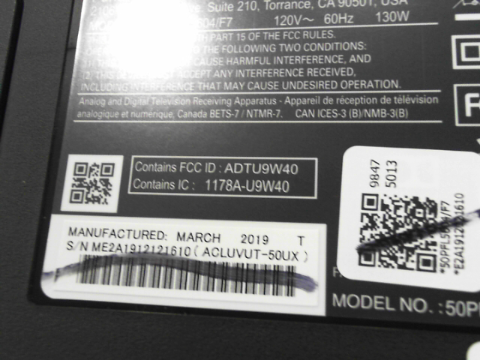 Suite 210, Torrance, CA 90501, USA
04/F7 120V~ 60Hz 130W
PART 15 OF THE FCC RULES.
THE FOLLOWING TWO CONDITIONS:
CAUSE HARMFUL INTERFERENCE, AND
ACCEPT ANY INTERFERENCE RECEIVED,
INCLUDING INTERFERENCE THAT MAY CAUSE UNDESIRED OPERATION.
Analog and Digital Television Receiving Apparatus - Appareil de réception de télévision
analogique et numérique, Canada BETS-7 / NTMR-7. CAN ICES-3 (B)/NMB-3(B)
Contains FCC ID : ADTU9W40
Contains IC : 1178A-U9W40
MANUFACTURED: MARCH 2019 T
S/N ME2A1912121610 (ACLUVUT-50UX)
9847
5013
*E2A1912121610
MODEL NO. :50P